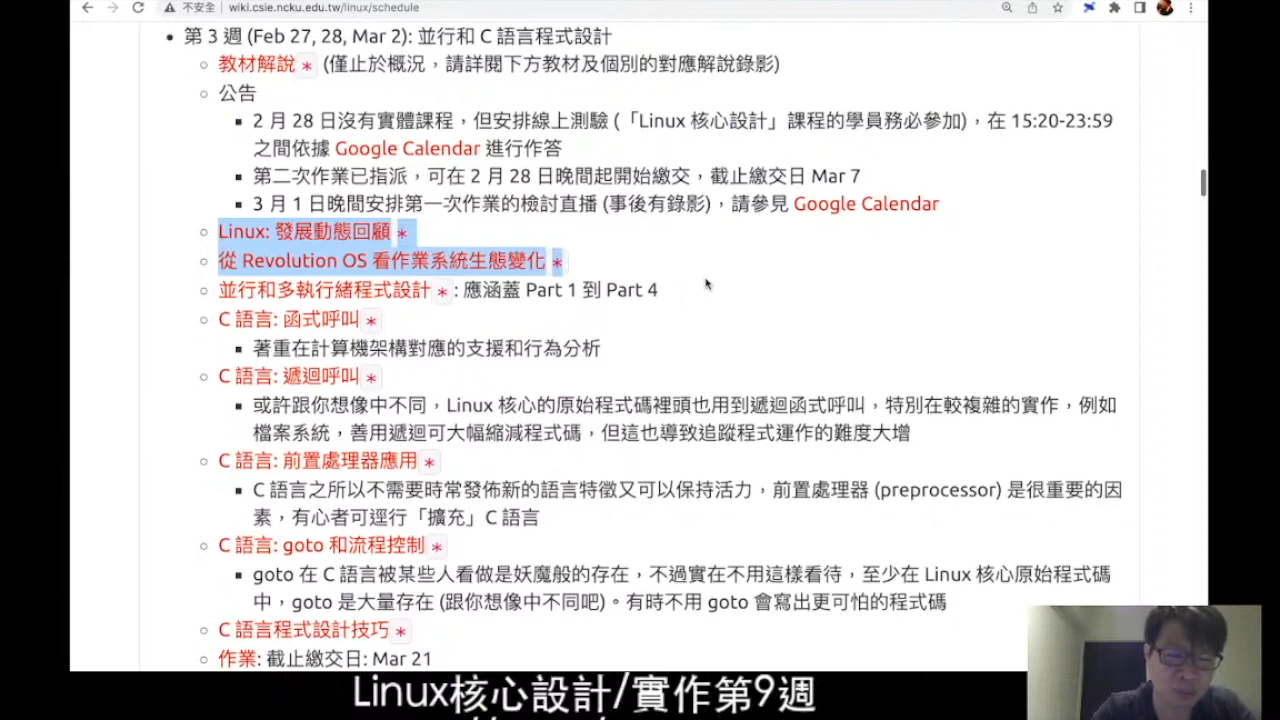 不安全
wiki.csie.ncku.edu.tw/linux/schedule
第 3 週 (Feb 27, 28, Mar 2): 並行和 C 語言程式設計
教材解說 * (僅止於概況，請詳閱下方教材及個別的對應解說錄影)
公告
2 月 28 日沒有實體課程，但安排線上測驗 (「Linux 核心設計」課程的學員務必參加)，在 15:20-23:59
之間依據 Google Calendar 進行作答
第二次作業已指派，可在 2 月 28 日晚間起開始繳交，截止繳交日 Mar 7
3 月 1 日晚間安排第一次作業的檢討直播 (事後有錄影)，請參見 Google Calendar
Linux: 發展動態回顧 *
從 Revolution OS 看作業系統生態變化 *
並行和多執行緒程式設計 * : 應涵蓋 Part 1 到 Part 4
C 語言: 函式呼叫 *
著重在計算機架構對應的支援和行為分析
C 語言: 遞迴呼叫 *
或許跟你想像中不同，Linux 核心的原始程式碼裡頭也用到遞迴函式呼叫，特別在較複雜的實作，例如
檔案系統，善用遞迴可大幅縮減程式碼，但這也導致追蹤程式運作的難度大增
C 語言: 前置處理器應用 *
C 語言之所以不需要時常發佈新的語言特徵又可以保持活力，前置處理器 (preprocessor) 是很重要的因
素，有心者可逕行「擴充」C 語言
C 語言: goto 和流程控制 *
goto 在 C 語言被某些人看做是妖魔般的存在，不過實在不用這樣看待，至少在 Linux 核心原始程式碼
中，goto 是大量存在 (跟你想像中不同吧)。有時不用 goto 會寫出更可怕的程式碼
C 語言程式設計技巧 *
作業: 截止繳交日: Mar 21
Linux核心設計/實作第9週